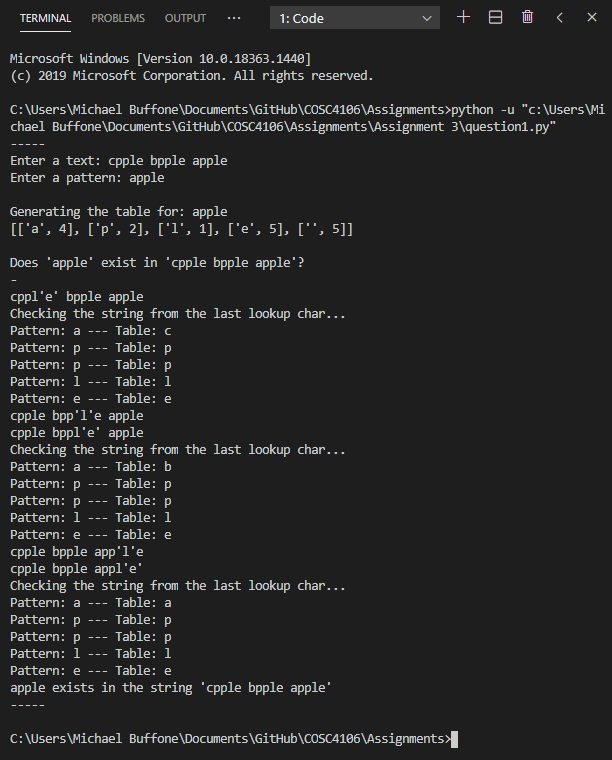 TERMINAL PROBLEMS OUTPUT ... 1: Code
Microsoft Windows [Version 10.0.18363.1440]
(c) 2019 Microsoft Corporation. All rights reserved.
C:\Users\Michael Buffone\Documents\GitHub\COSC4106\Assignments>python -u "c:\Users\Mi
chael Buffone\Documents\GitHub\COSC4106\Assignments\Assignment 3\question1.py"
-----
Enter a text: cpple bpple apple
Enter a pattern: apple
Generating the table for: apple
[['a', 4], ['p', 2], ['l', 1], ['e', 5], ['', 5]]
Does 'apple' exist in 'cpple bpple apple'?
-
cppl'e' bpple apple
Checking the string from the last lookup char...
Pattern: a --- Table: c
Pattern: p --- Table: p
Pattern: p --- Table: p
Pattern: l --- Table: l
Pattern: e --- Table: e
cpple bpp'l'e apple
cpple bppl'e' apple
Checking the string from the last lookup char...
Pattern: a --- Table: b
Pattern: p --- Table: p
Pattern: p --- Table: p
Pattern: l --- Table: l
Pattern: e --- Table: e
cpple bpple app'l'e
cpple bpple appl'e'
Checking the string from the last lookup char...
Pattern: a --- Table: a
Pattern: p --- Table: p
Pattern: p --- Table: p
Pattern: l --- Table: l
Pattern: e --- Table: e
apple exists in the string 'cpple bpple apple'
-----
C:\Users\Michael Buffone\Documents\GitHub\COSC4106\Assignments>